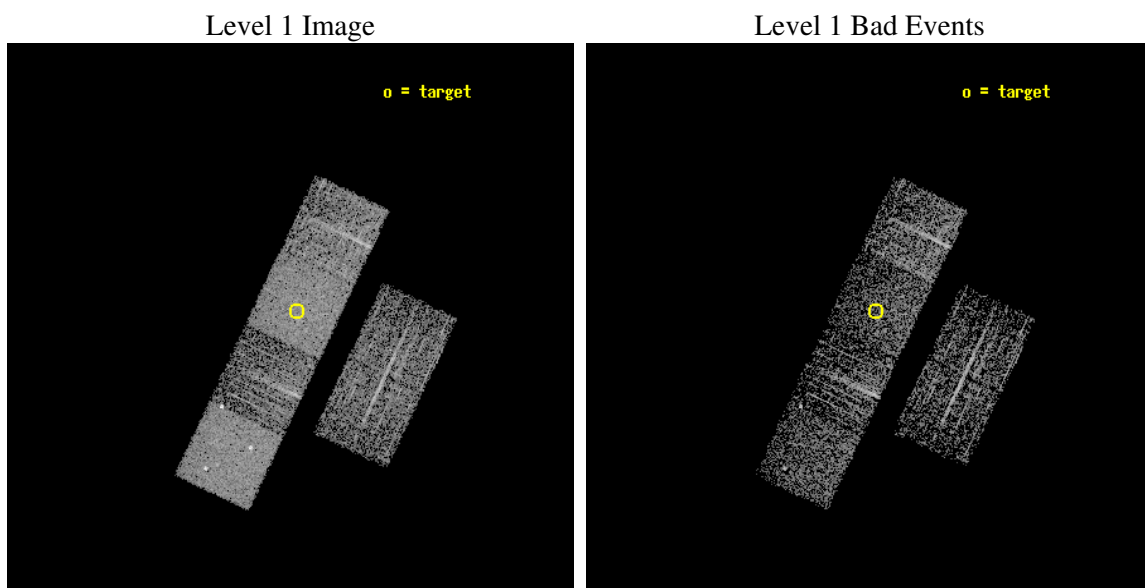 Level 1 Image
Level 1 Bad Events
o = target
o = target